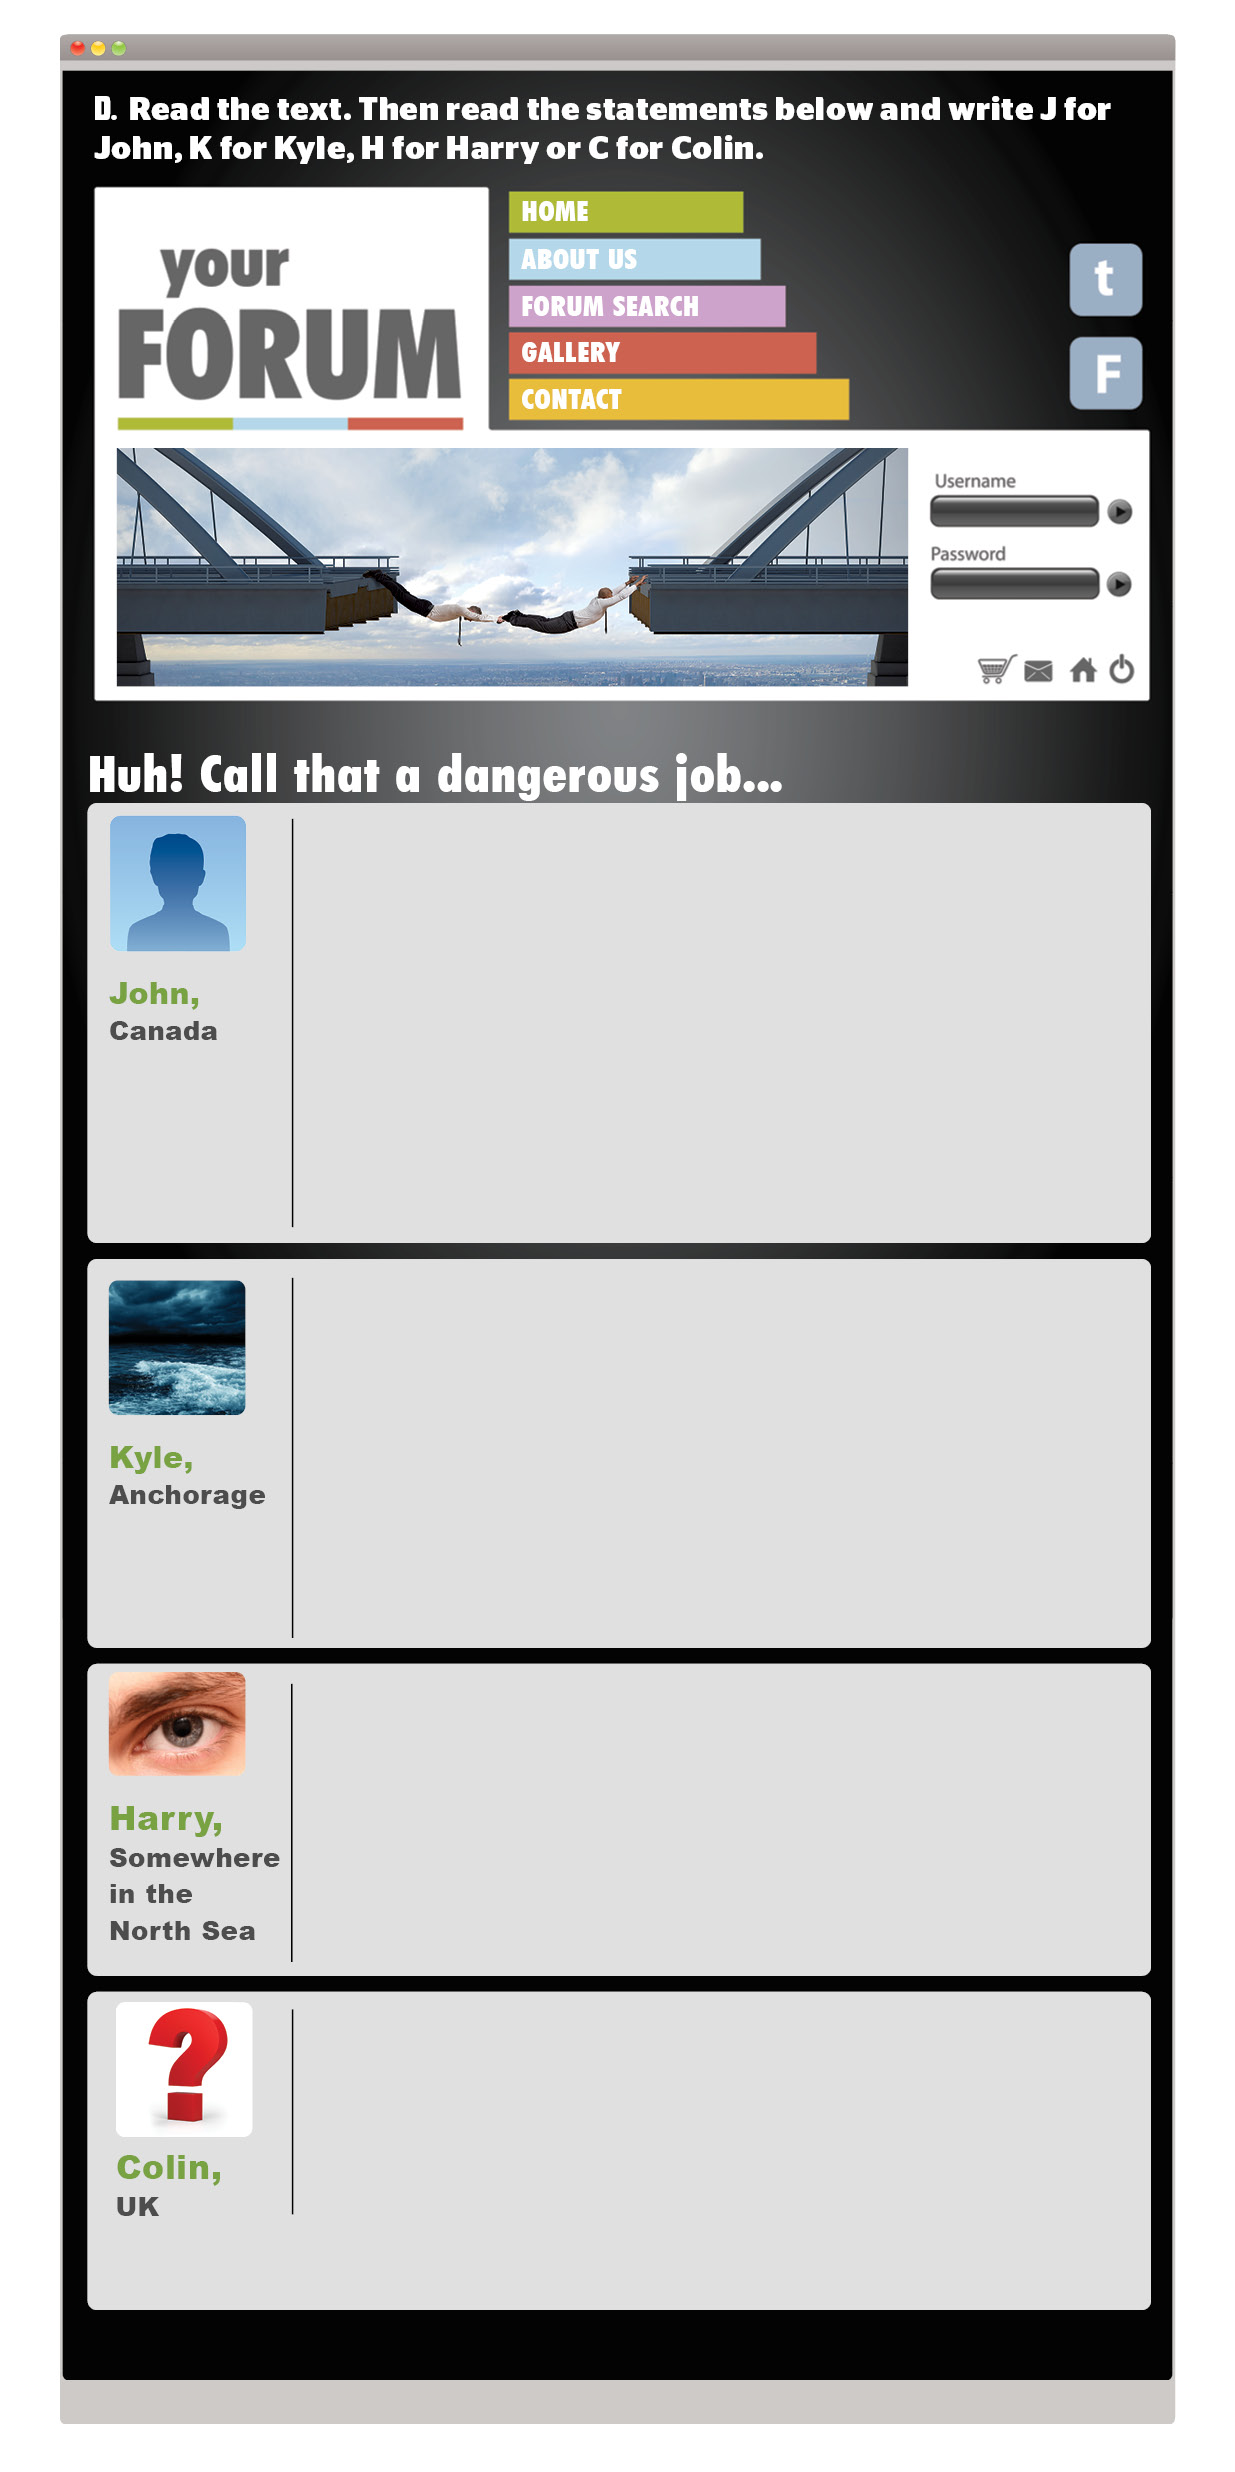 D. Read the text. Then read the statements below and write J for
John, K for Kyle, H for Harry or C for Colin.
your
FORUM
HOME
ABOUT US
FORUM SEARCH
GALLERY
CONTACT
t
F
Username
Password
Huh! Call that a dangerous job...
John,
Canada
Kyle,
Anchorage
Harry,
Somewhere
in the
North Sea
Colin,
UK